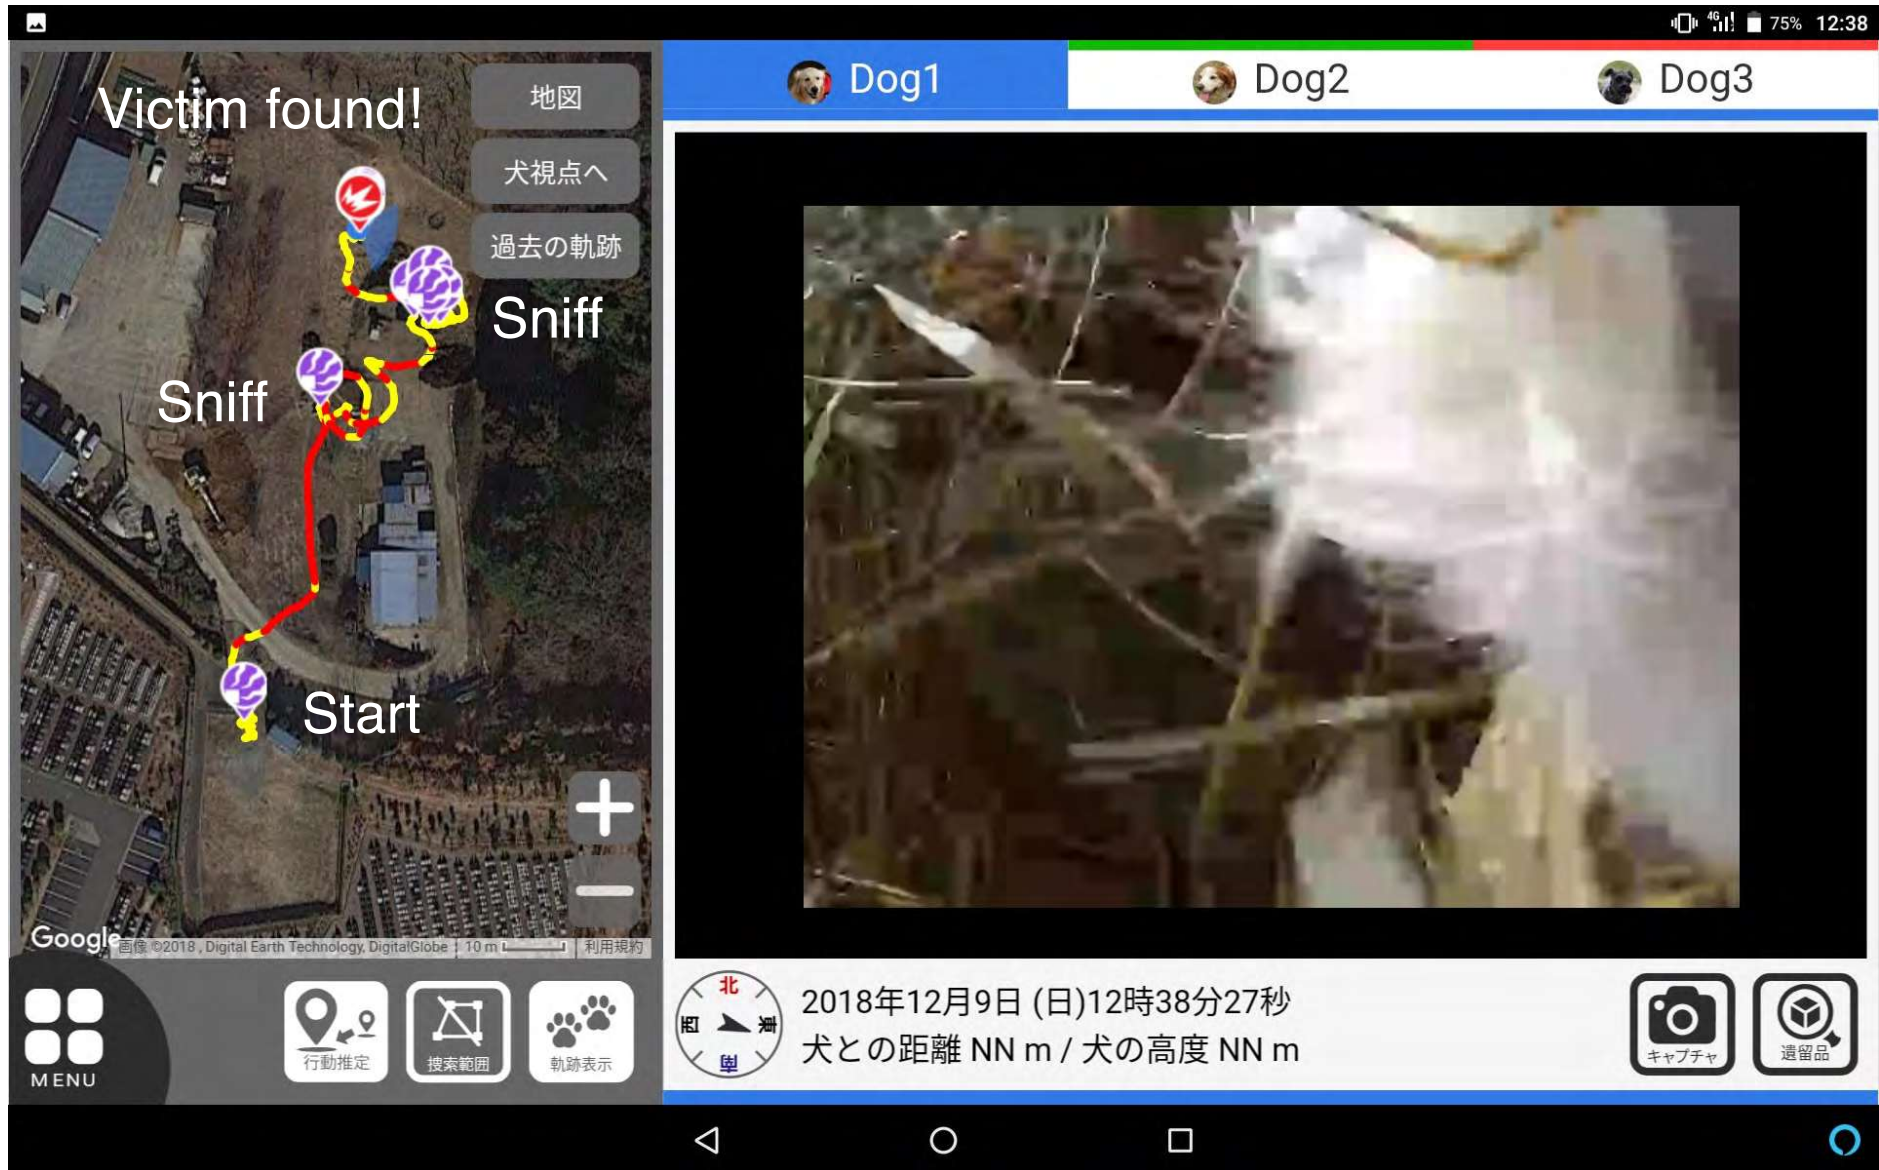 4G 75% 12:38
Victim found!
地図
犬視点へ
過去の軌跡
Sniff
Sniff
Start
Google
画像 ©2018 , Digital Earth Technology, DigitalGlobe
10 m
利用規約
MENU
行動推定
捜索範囲
軌跡表示
Dog1
Dog2
Dog3
北
西
東
南
2018年12月9日 (日)12時38分27秒
犬との距離 NN m / 犬の高度 NN m
キャプチャ
遺留品